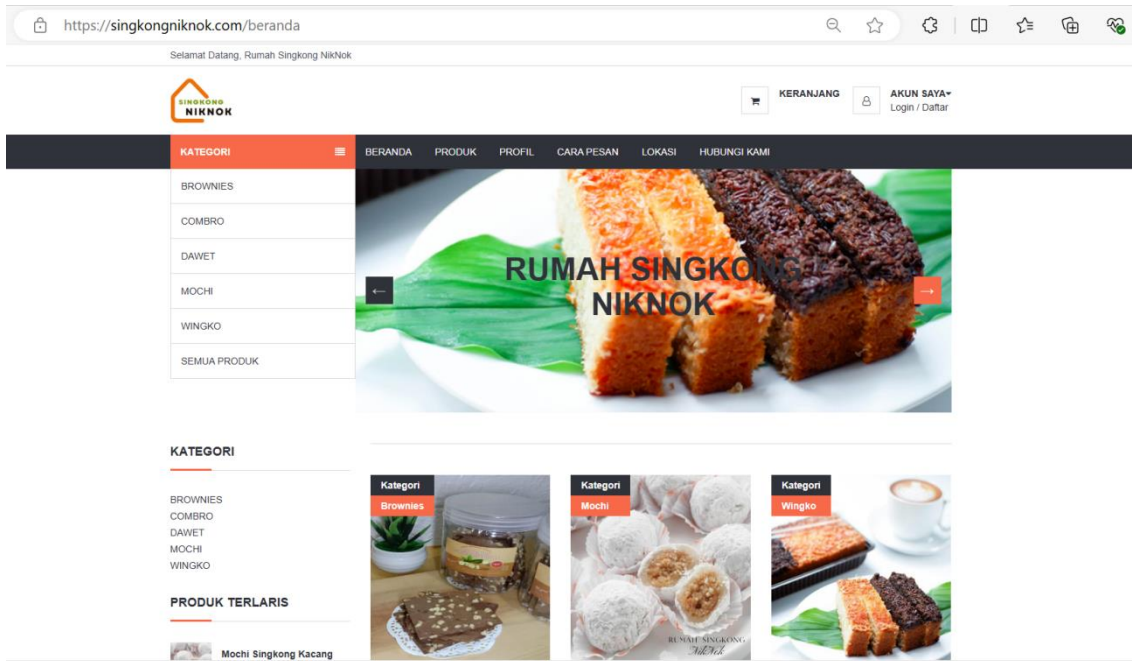 https://singkongniknok.com/beranda
Selamat Datang, Rumah Singkong NikNok
SINGKONG
NIKNOK
KERANJANG
AKUN SAYA
Login / Daftar
KATEGORI
BERANDA
PRODUK
PROFIL
CARA PESAN
LOKASI
HUBUNGI KAMI
BROWNIES
COMBRO
DAWET
MOCHI
WINGKO
SEMUA PRODUK
RUMAH SINGKONG
NIKNOK
KATEGORI
BROWNIES
COMBRO
DAWET
MOCHI
WINGKO
PRODUK TERLARIS
Mochi Singkong Kacang
Kategori
Brownies
Kategori
Mochi
RUMAH SINGKONG
NikNok
Kategori
Wingko